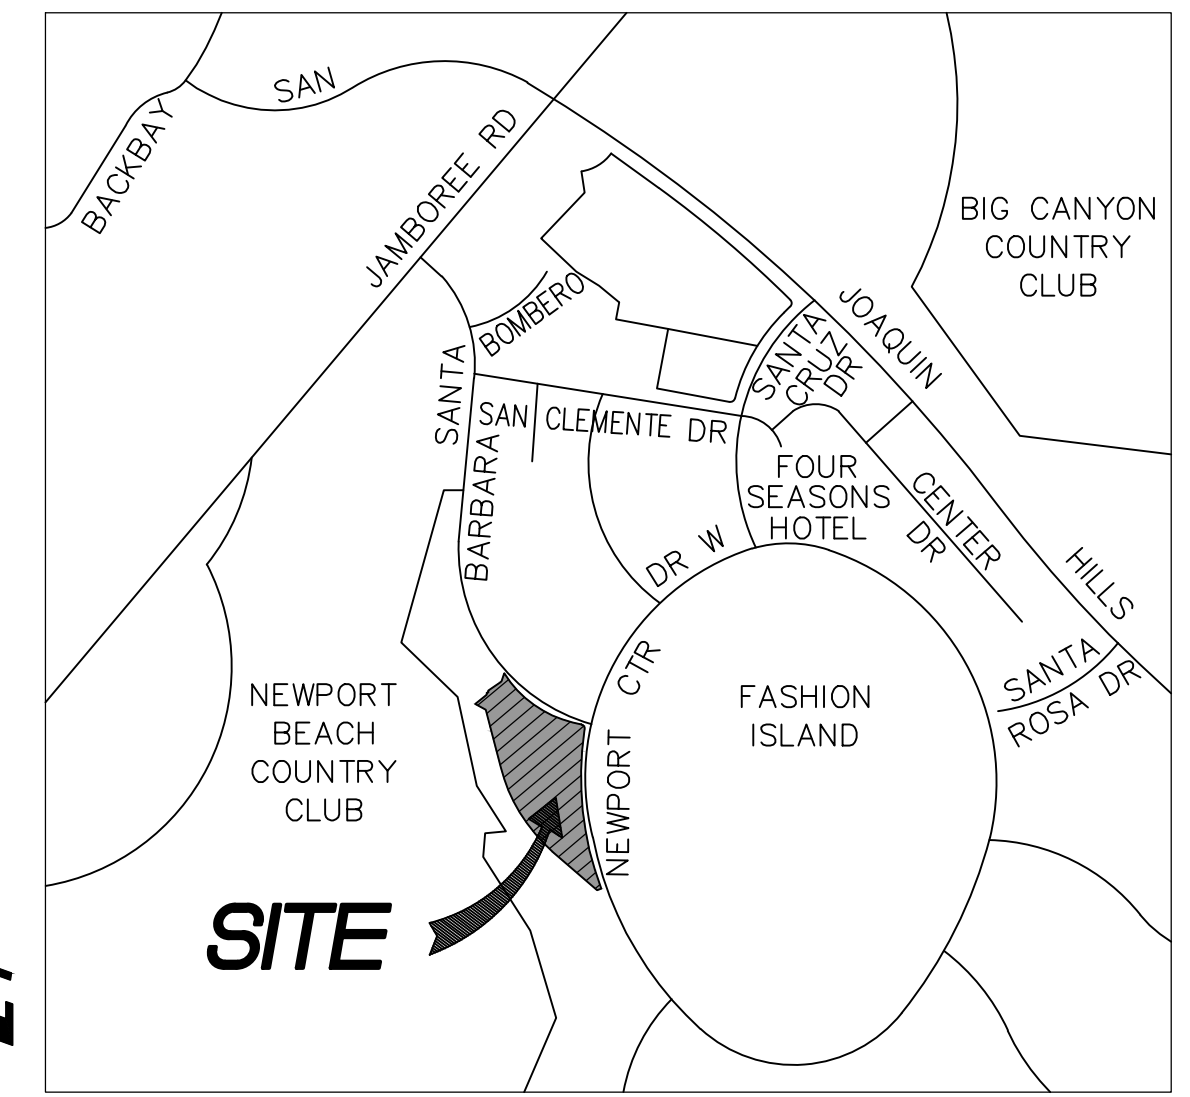 SAN
BACKBAY
JAMBOREE RD
BIG CANYON
COUNTRY
CLUB
BOMBERO
JOAQUIN
SANTA
CRUZ
DR
SANTA
BARBARA
SAN CLEMENTE DR
FOUR
SEASONS
HOTEL
CENTER
DR
DR W
HILLS
CTR
SANTA
ROSA DR
NEWPORT
BEACH
COUNTRY
CLUB
FASHION
ISLAND
NEWPORT
SITE